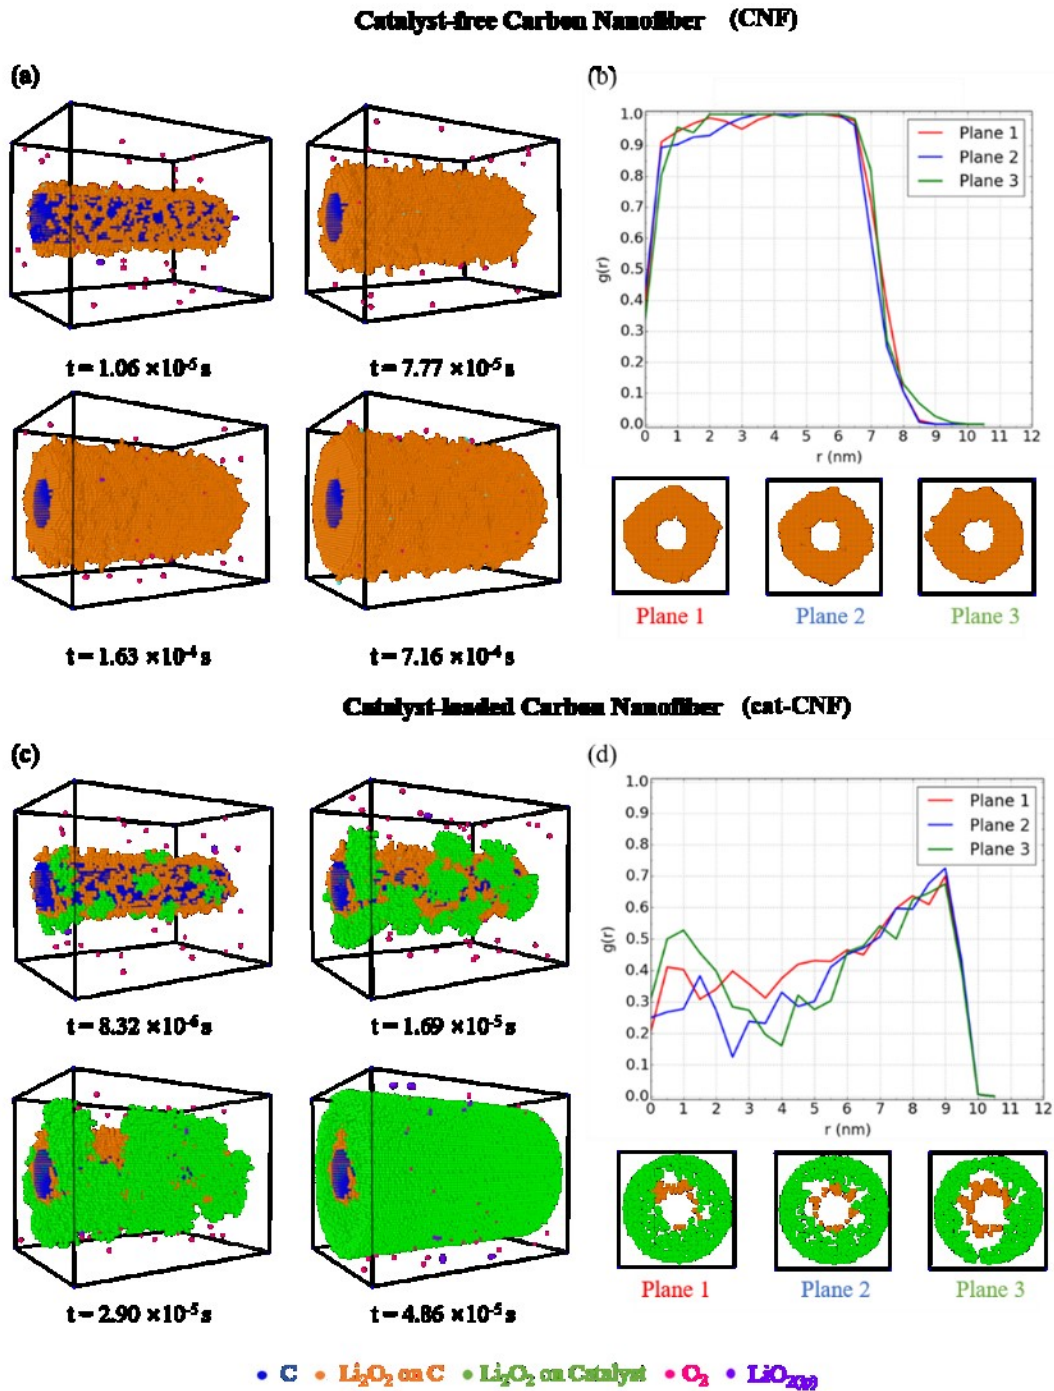 Catalyst-free Carbon Nanofiber (CNF)
(a)
t = 1.06 ×10⁻⁵ s
t = 7.77 ×10⁻⁵ s
t = 1.63 ×10⁻⁴ s
t = 7.16 ×10⁻⁴ s
(b)
Plane 1
Plane 2
Plane 3
1.0
0.9
0.8
0.7
0.6
0.5
0.4
0.3
0.2
0.1
0.0
g(r)
0 1 2 3 4 5 6 7 8 9 10 11 12
r (nm)
Plane 1 Plane 2 Plane 3
Catalyst-loaded Carbon Nanofiber (cat-CNF)
(c)
t = 8.32 ×10⁻⁶ s
t = 1.69 ×10⁻⁵ s
t = 2.90 ×10⁻⁵ s
t = 4.86 ×10⁻⁵ s
(d)
Plane 1
Plane 2
Plane 3
1.0
0.9
0.8
0.7
0.6
0.5
0.4
0.3
0.2
0.1
0.0
g(r)
0 1 2 3 4 5 6 7 8 9 10 11 12
r (nm)
Plane 1 Plane 2 Plane 3
C Li₂O₂ on C Li₂O₂ on Catalyst O₂ LiO₂₍ₚ₎